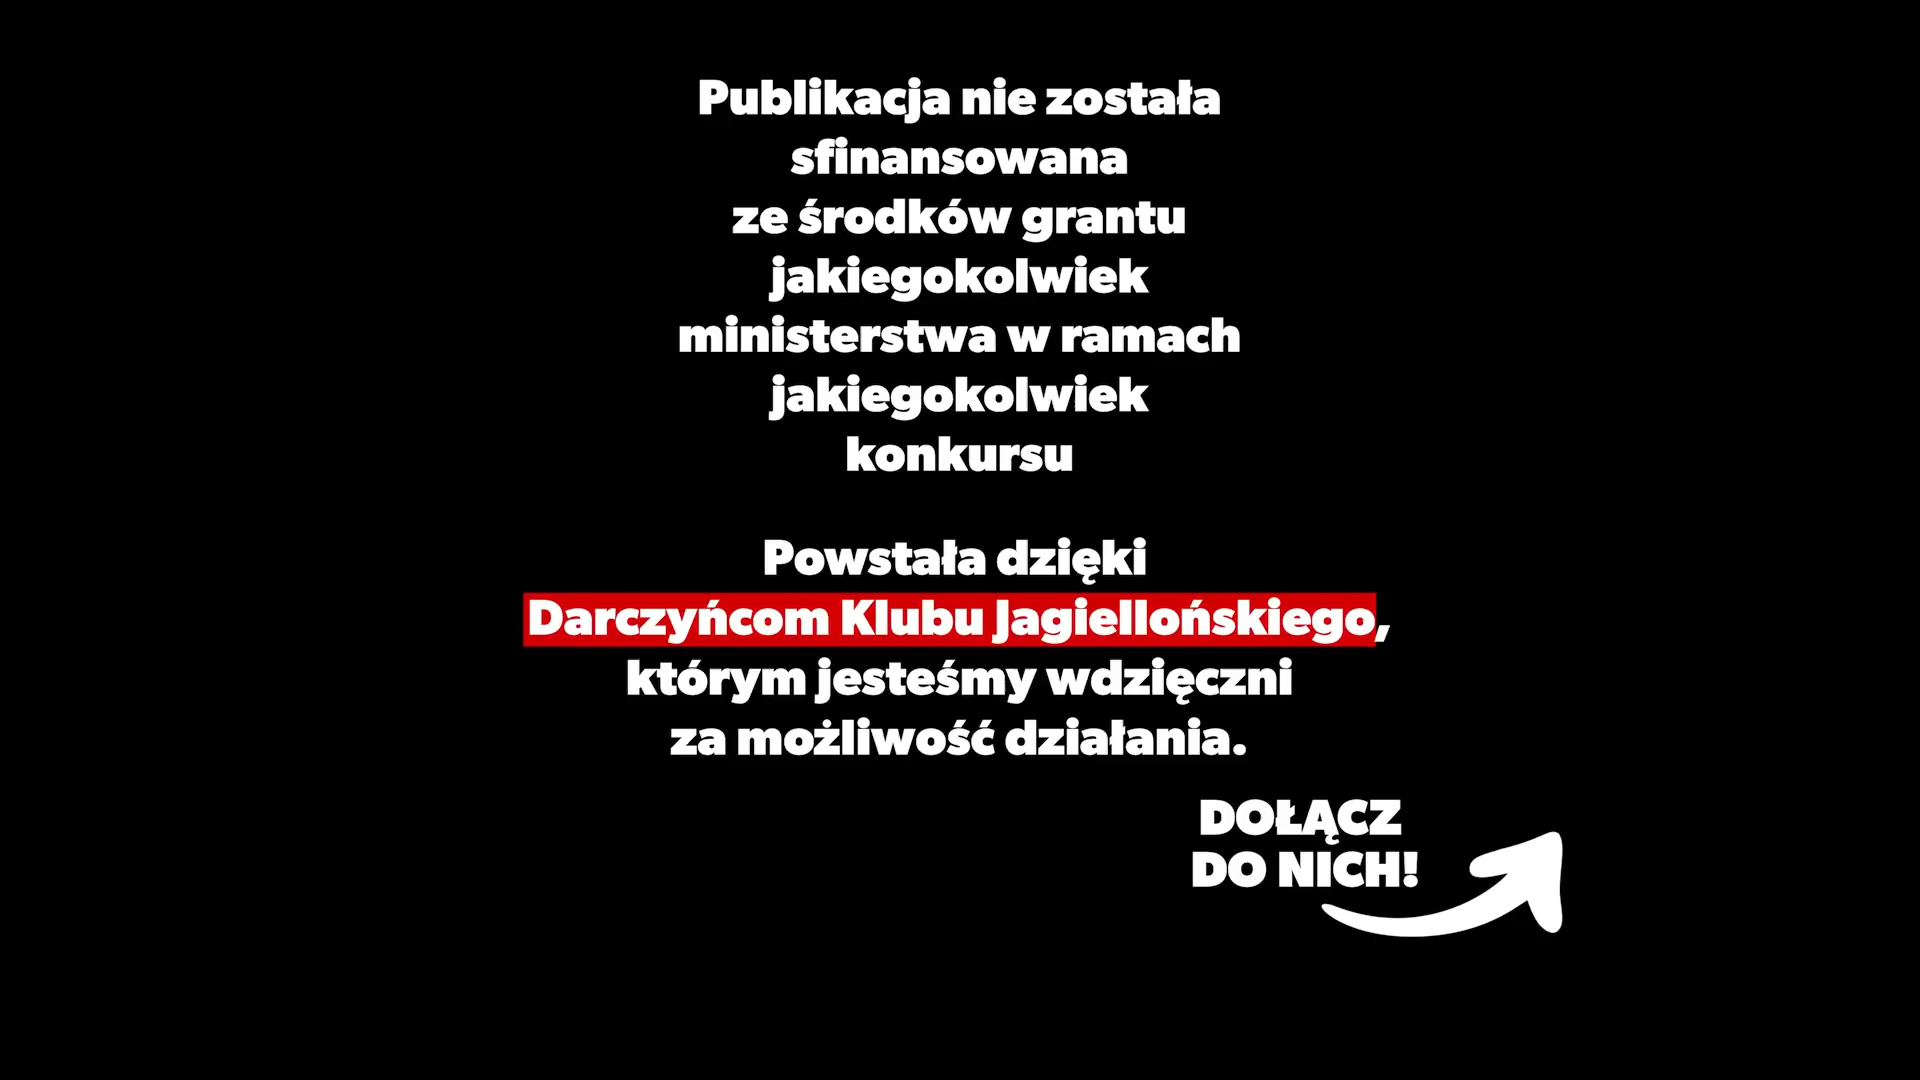 Publikacja nie została
sfinansowana
ze środków grantu
jakiegokolwiek
ministerstwa w ramach
jakiegokolwiek
konkursu
Powstała dzięki
Darczyńcom Klubu Jagiellońskiego,
którym jesteśmy wdzięczni
za możliwość działania.
DOŁĄCZ
DO NICH!